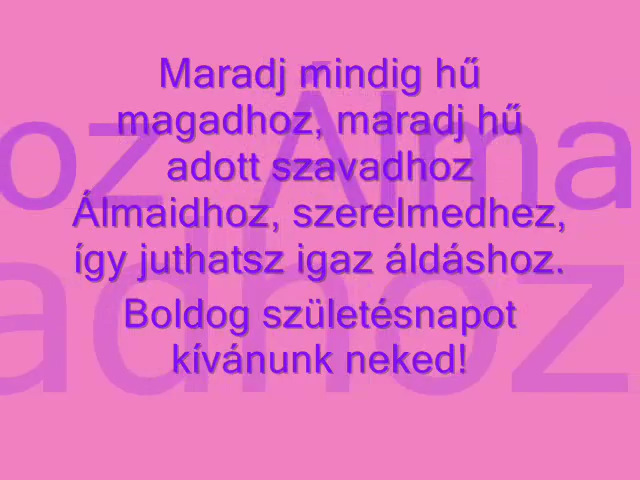 Maradj mindig hű
magadhoz, maradj hű
adott szavadhoz
Álmaidhoz, szerelmedhez,
így juthatsz igaz áldáshoz.
Boldog születésnapot
kívánunk neked!